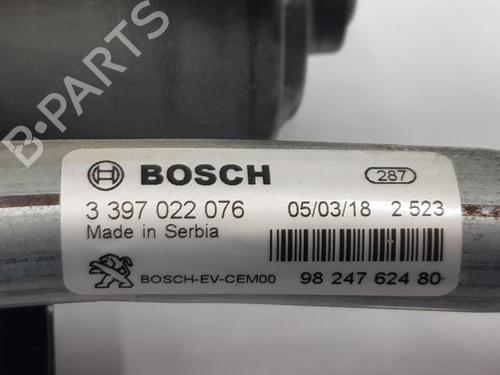 B-PARTS
BOSCH 287
3 397 022 076 05/03/18 2 523
Made in Serbia
BOSCH-EV-CEM00 98 247 624 80